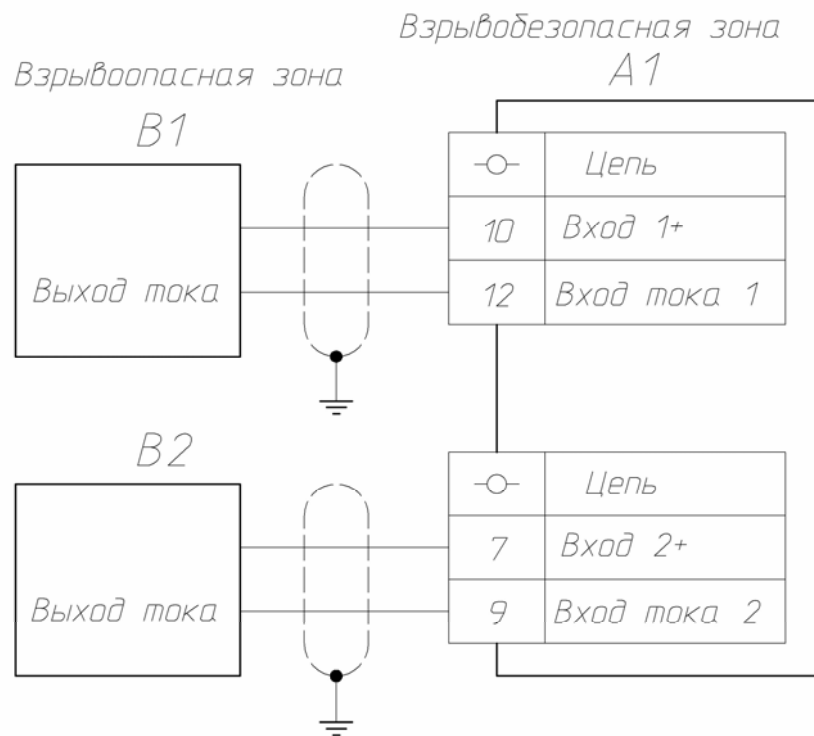 Взрывобезопасная зона
Взрывоопасная зона
A1
B1
Цепь
10 Вход 1+
Выход тока
12 Вход тока 1
B2
Цепь
7 Вход 2+
Выход тока
9 Вход тока 2